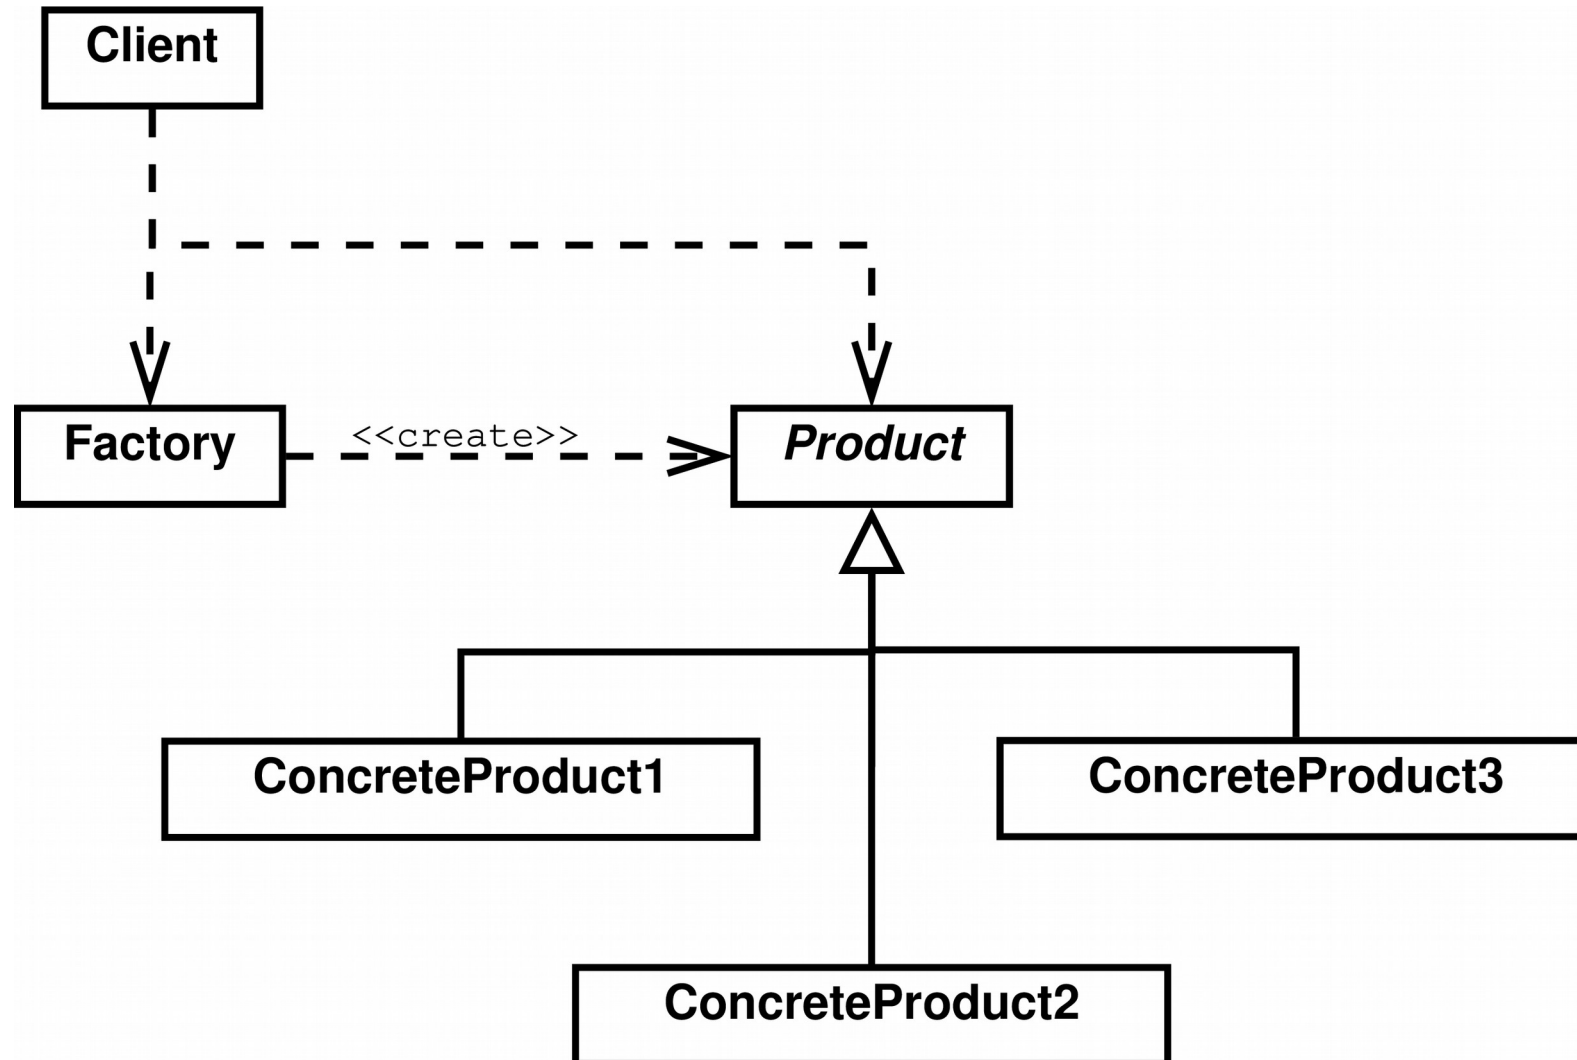 Client
Factory
<<create>>
Product
ConcreteProduct1
ConcreteProduct3
ConcreteProduct2